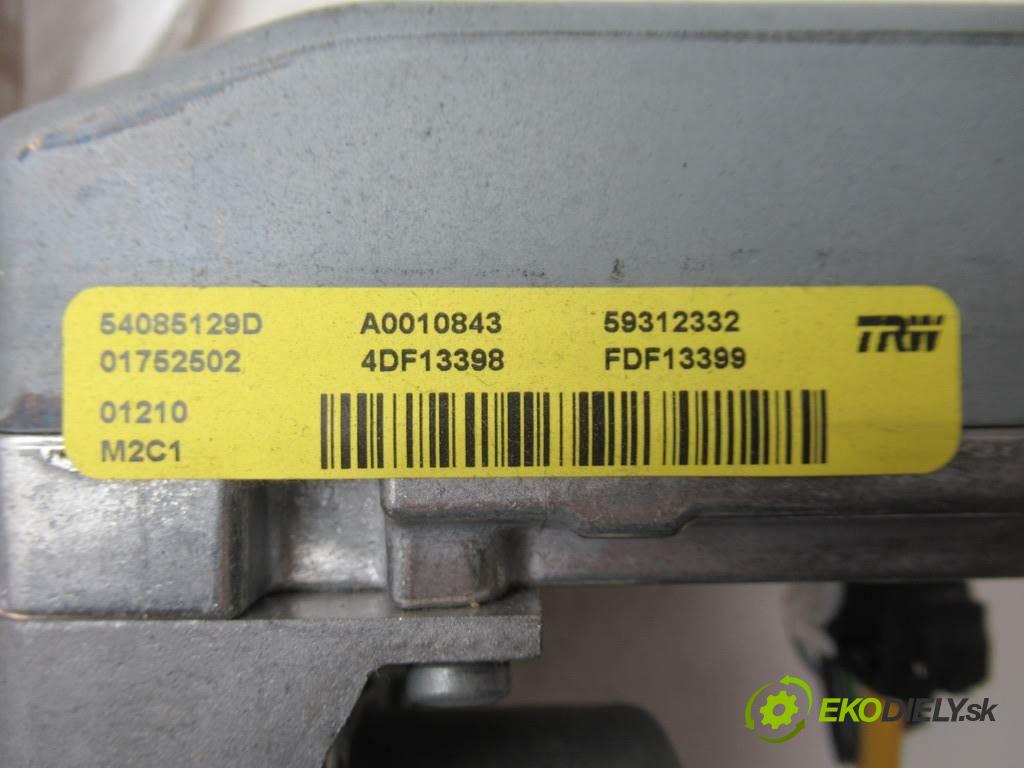 54085129D A0010843 59312332 TRW
01752502 4DF13398 FDF13399
01210
M2C1
EKODIELY.sk